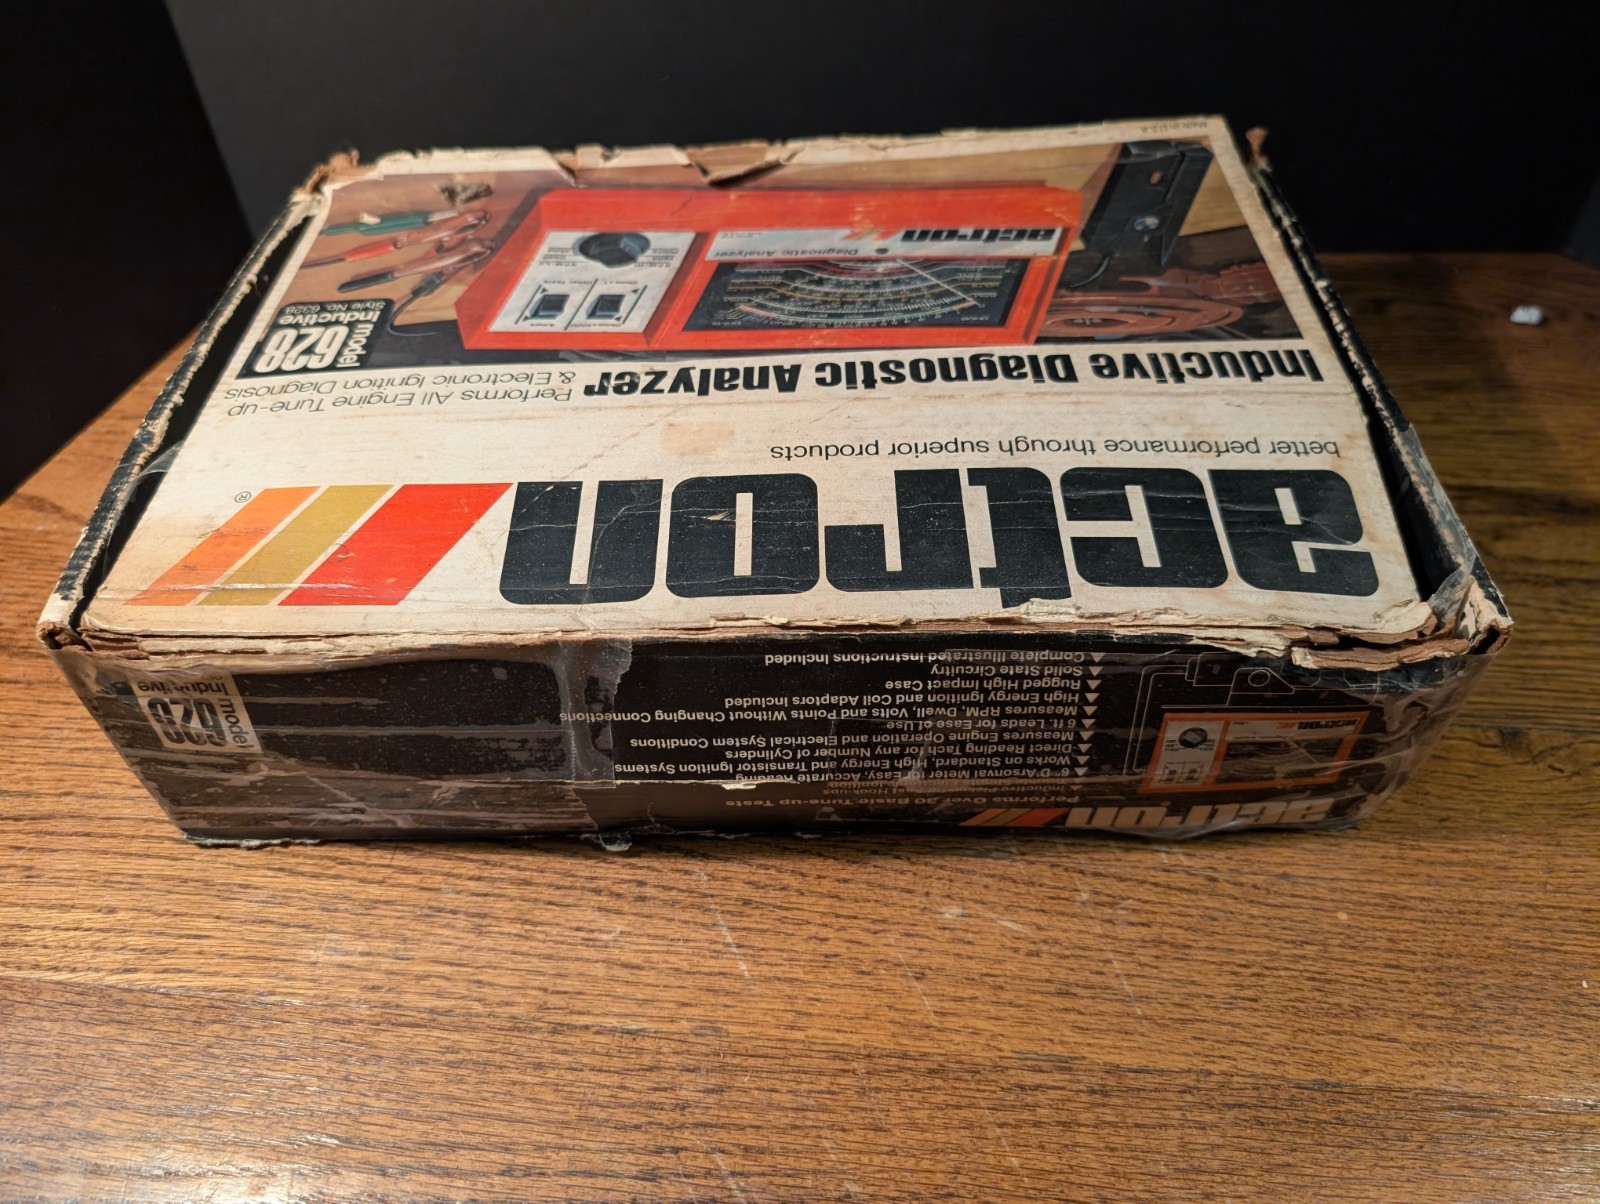 actron
®
better performance through superior products
Inductive Diagnostic Analyzer
Performs All Engine Tune-up
& Electronic Ignition Diagnosis
model
628
Inductive
Style No. 6328
actron
Diagnostic Analyzer
Made in U.S.A.
actron
Performs Over 30 Basic Tune-up Tests
6" D'Arsonval Meter for Easy, Accurate Reading
Works on Standard, High Energy and Transistor Ignition Systems
Direct Reading Tach for any Number of Cylinders
Measures Engine Operation and Electrical System Conditions
6 ft. Leads for Ease of Use
Measures RPM, Dwell, Volts and Points Without Changing Connections
High Energy Ignition and Coil Adaptors Included
Rugged High Impact Case
Solid State Circuitry
Complete Illustrated Instructions Included
actron
model
628
Inductive